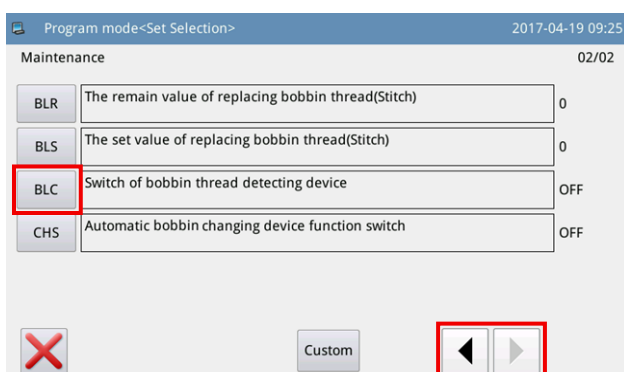 Program mode<Set Selection> 2017-04-19 09:25
Maintenance 02/02
BLR The remain value of replacing bobbin thread(Stitch) 0
BLS The set value of replacing bobbin thread(Stitch) 0
BLC Switch of bobbin thread detecting device OFF
CHS Automatic bobbin changing device function switch OFF
Custom